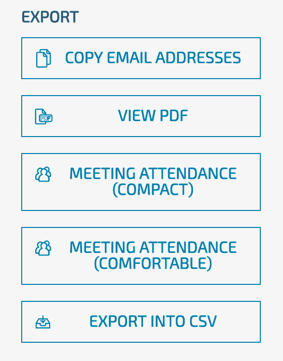 EXPORT
COPY EMAIL ADDRESSES
VIEW PDF
MEETING ATTENDANCE
(COMPACT)
MEETING ATTENDANCE
(COMFORTABLE)
EXPORT INTO CSV